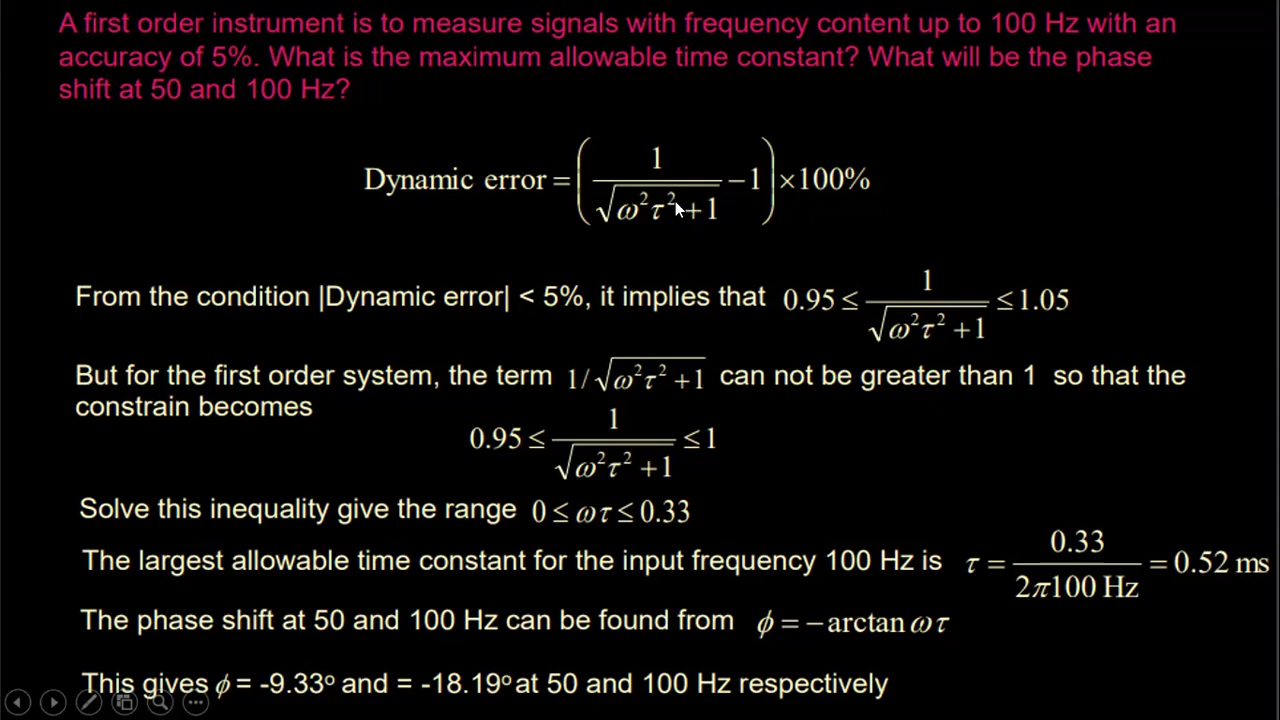 A first order instrument is to measure signals with frequency content up to 100 Hz with an
accuracy of 5%. What is the maximum allowable time constant? What will be the phase
shift at 50 and 100 Hz?
Dynamic error = ( 1 / √(ω²τ² + 1) − 1 ) × 100%
From the condition |Dynamic error| < 5%, it implies that 0.95 ≤ 1 / √(ω²τ² + 1) ≤ 1.05
But for the first order system, the term 1/√(ω²τ² + 1) can not be greater than 1 so that the
constrain becomes
0.95 ≤ 1 / √(ω²τ² + 1) ≤ 1
Solve this inequality give the range 0 ≤ ωτ ≤ 0.33
The largest allowable time constant for the input frequency 100 Hz is τ = 0.33 / 2π100 Hz = 0.52 ms
The phase shift at 50 and 100 Hz can be found from ϕ = − arctan ωτ
This gives ϕ = -9.33º and = -18.19º at 50 and 100 Hz respectively